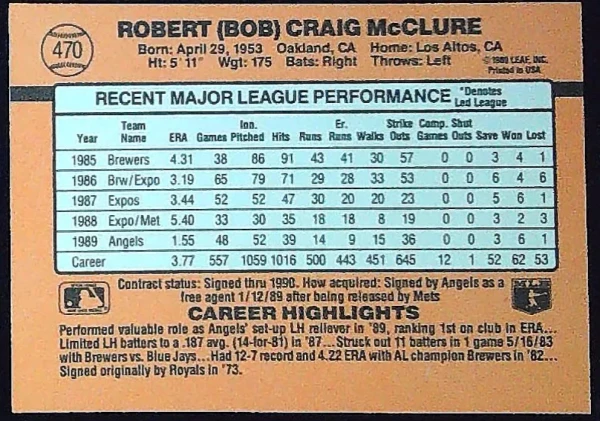 470
ROBERT (BOB) CRAIG McCLURE
Born: April 29, 1953 Oakland, CA Home: Los Altos, CA
Ht: 5' 11" Wgt: 175 Bats: Right Throws: Left
© 1989 LEAF, INC.
Printed in USA
RECENT MAJOR LEAGUE PERFORMANCE *Denotes Led League
Year Team Name ERA Games Inn. Pitched Hits Runs Er. Runs Walks Strike Outs Comp. Games Shut Outs Save Won Lost
1985 Brewers 4.31 38 86 91 43 41 30 57 0 0 3 4 1
1986 Brw/Expo 3.19 65 79 71 29 28 33 53 0 0 6 4 6
1987 Expos 3.44 52 52 47 30 20 20 23 0 0 5 6 1
1988 Expo/Met 5.40 33 30 35 18 18 8 19 0 0 3 2 3
1989 Angels 1.55 48 52 39 14 9 15 36 0 0 3 6 1
Career 3.77 557 1059 1016 500 443 451 645 12 1 52 62 53
Contract status: Signed thru 1990. How acquired: Signed by Angels as a
free agent 1/12/89 after being released by Mets
CAREER HIGHLIGHTS
Performed valuable role as Angels' set-up LH reliever in '89, ranking 1st on club in ERA...
Limited LH batters to a .187 avg. (14-for-81) in '87...Struck out 11 batters in 1 game 5/16/83
with Brewers vs. Blue Jays...Had 12-7 record and 4.22 ERA with AL champion Brewers in '82...
Signed originally by Royals in '73.